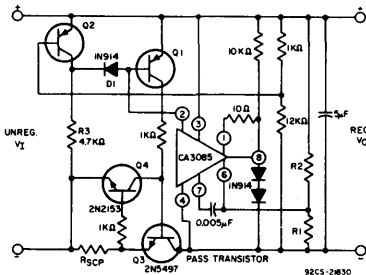 +
+
Q2
1N914
D1
Q1
10KΩ
1KΩ
10Ω
UNREG.
VI
R3
4.7KΩ
1KΩ
2
3
1
CA3085
8
12KΩ
5μF
REG
VO
6
7
4
1N914
R2
Q4
2N2153
1KΩ
0.005μF
R1
RSCP
Q3
2N5497
PASS TRANSISTOR
92CS-21830